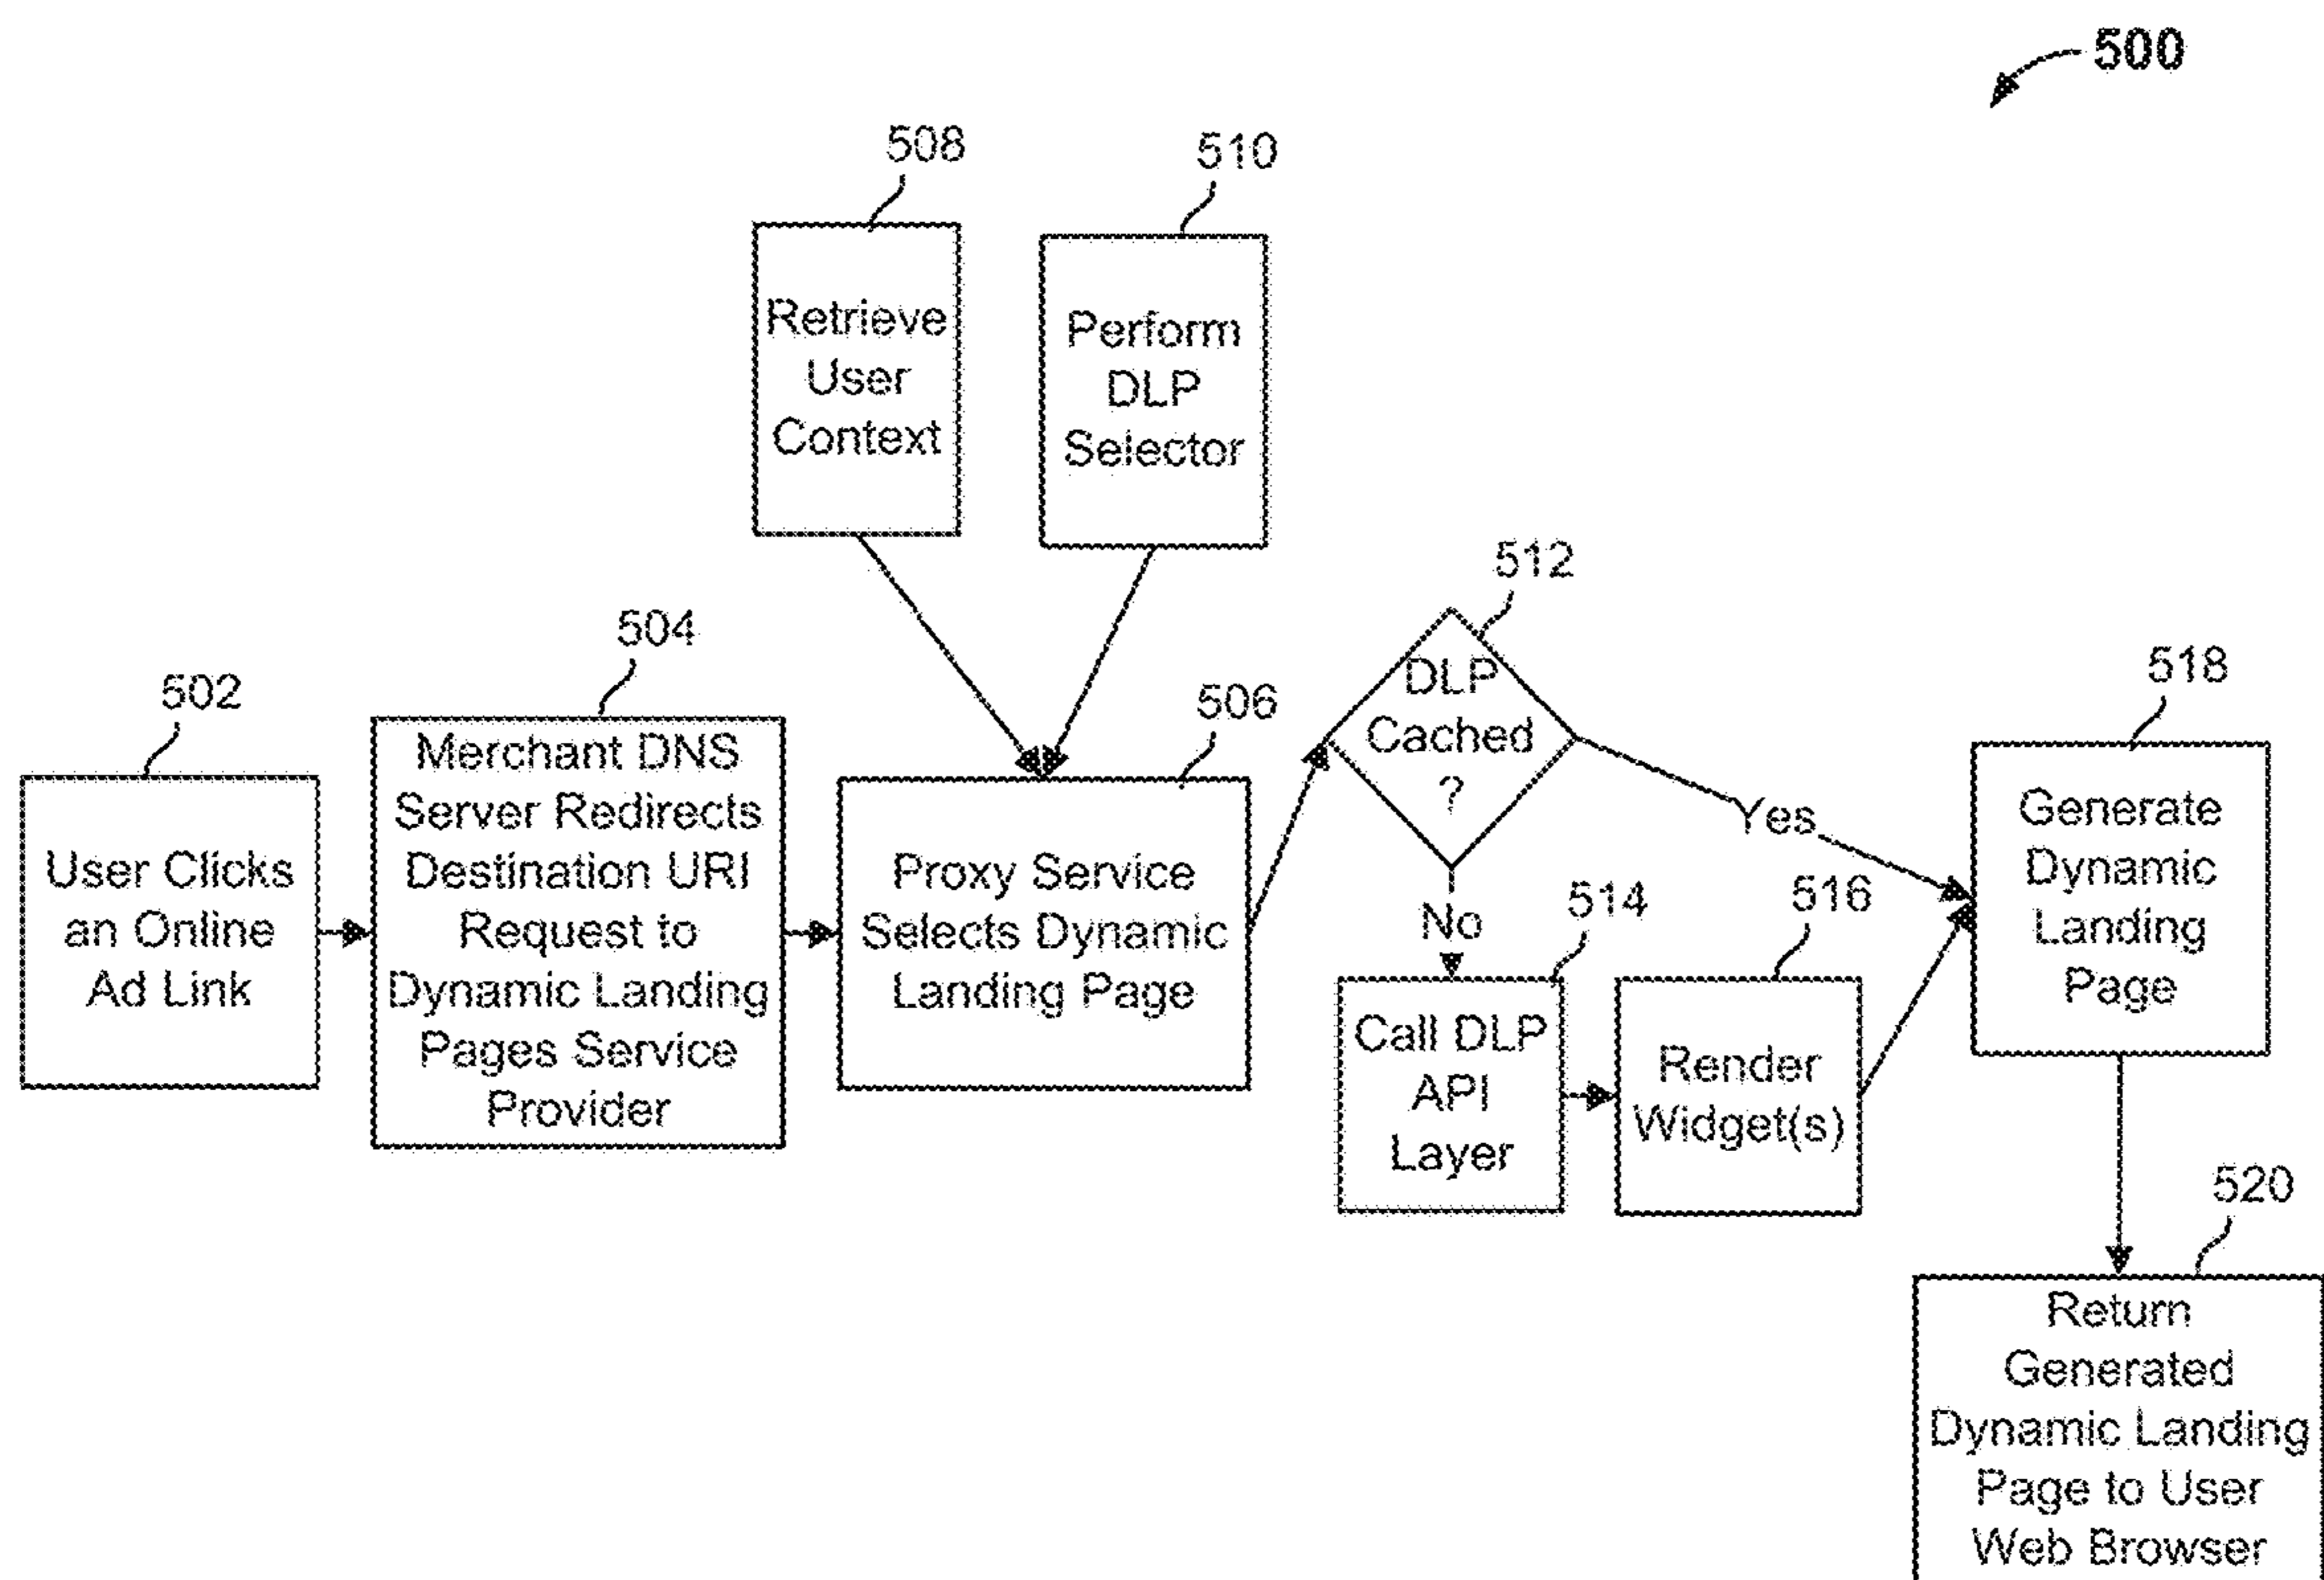 500
508
510
Retrieve
User
Context
Perform
DLP
Selector
502
504
506
512
518
User Clicks
an Online
Ad Link
Merchant DNS
Server Redirects
Destination URI
Request to
Dynamic Landing
Pages Service
Provider
Proxy Service
Selects Dynamic
Landing Page
DLP
Cached
?
Yes
No
514
516
Call DLP
API
Layer
Render
Widget(s)
Generate
Dynamic
Landing
Page
520
Return
Generated
Dynamic Landing
Page to User
Web Browser